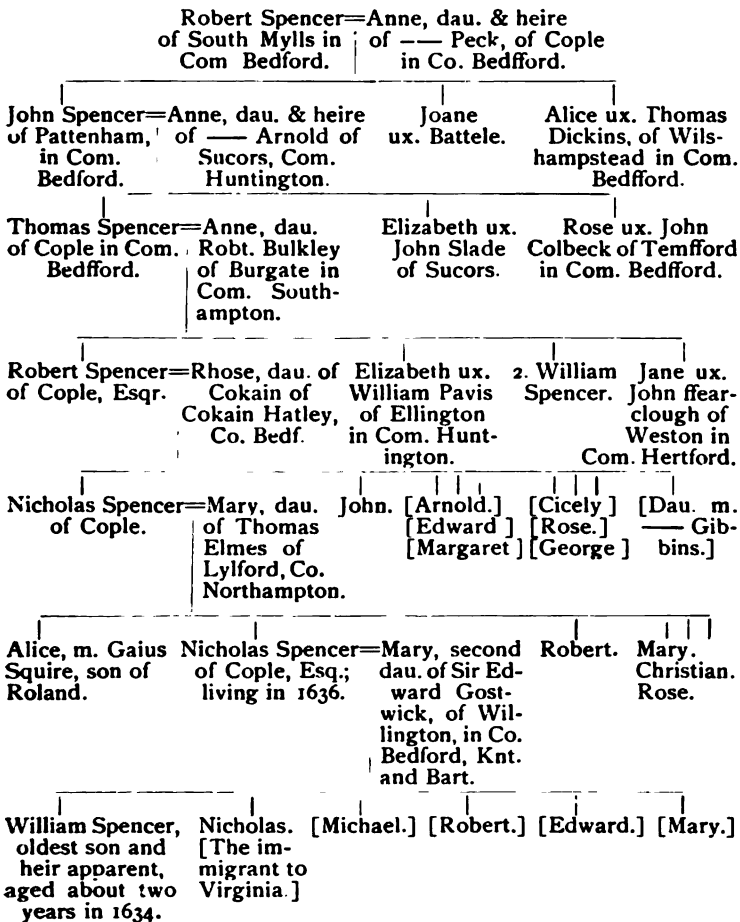 Robert Spencer=Anne, dau. & heire
of South Mylls in of —— Peck, of Cople
Com Bedford. in Co. Bedfford.
John Spencer=Anne, dau. & heire Joane Alice ux. Thomas
of Pattenham, of —— Arnold of ux. Battele. Dickins, of Wils-
in Com. Sucors, Com. hampstead in Com.
Bedford. Huntington. Bedfford.
Thomas Spencer=Anne, dau. Elizabeth ux. Rose ux. John
of Cople in Com. Robt. Bulkley John Slade Colbeck of Temfford
Bedfford. of Burgate in of Sucors. in Com. Bedfford.
Com. South-
ampton.
Robert Spencer=Rhose, dau. of Elizabeth ux. 2. William Jane ux.
of Cople, Esqr. Cokain of William Pavis Spencer. John ffear-
Cokain Hatley, of Ellington clough of
Co. Bedf. in Com. Hunt- Weston in
ington. Com. Hertford.
Nicholas Spencer=Mary, dau. John. [Arnold.] [Cicely ] [Dau. m.
of Cople. of Thomas [Edward ] [Rose.] —— Gib-
Elmes of [Margaret ] [George ] bins.]
Lylford, Co.
Northampton.
Alice, m. Gaius Nicholas Spencer=Mary, second Robert. Mary.
Squire, son of of Cople, Esq.; dau. of Sir Ed- Christian.
Roland. living in 1636. ward Gost- Rose.
wick, of Wil-
lington, in Co.
Bedford, Knt.
and Bart.
William Spencer, Nicholas. [Michael.] [Robert.] [Edward.] [Mary.]
oldest son and [The im-
heir apparent, migrant to
aged about two Virginia.]
years in 1634.